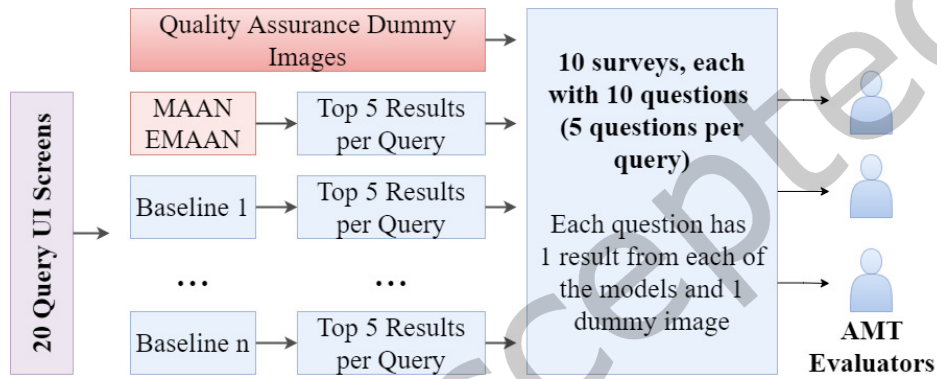 20 Query UI Screens
Quality Assurance Dummy
Images
MAAN
EMAAN
Top 5 Results
per Query
Baseline 1
Top 5 Results
per Query
...
...
Baseline n
Top 5 Results
per Query
10 surveys, each
with 10 questions
(5 questions per
query)
Each question has
1 result from each of
the models and 1
dummy image
AMT
Evaluators